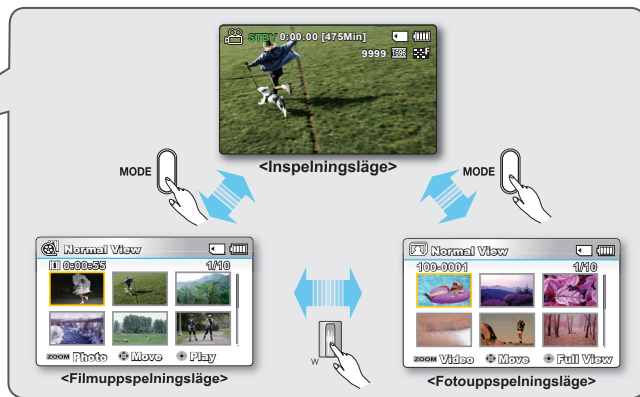 STBY 0:00:00 [475Min]
9999
<Inspelningsläge>
MODE
MODE
Normal View
0:00:55 1/10
ZOOM Photo Move Play
<Filmuppspelningsläge>
W
Normal View
100-0001 1/10
ZOOM Video Move Full View
<Fotouppspelningsläge>